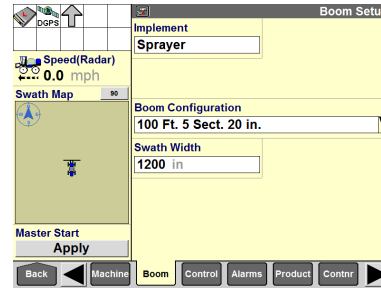 DGPS
Boom Setu
Implement
Sprayer
Speed(Radar)
0.0 mph
Swath Map 90
Boom Configuration
100 Ft. 5 Sect. 20 in.
Swath Width
1200 in
Master Start
Apply
Back Machine Boom Control Alarms Product Contnr